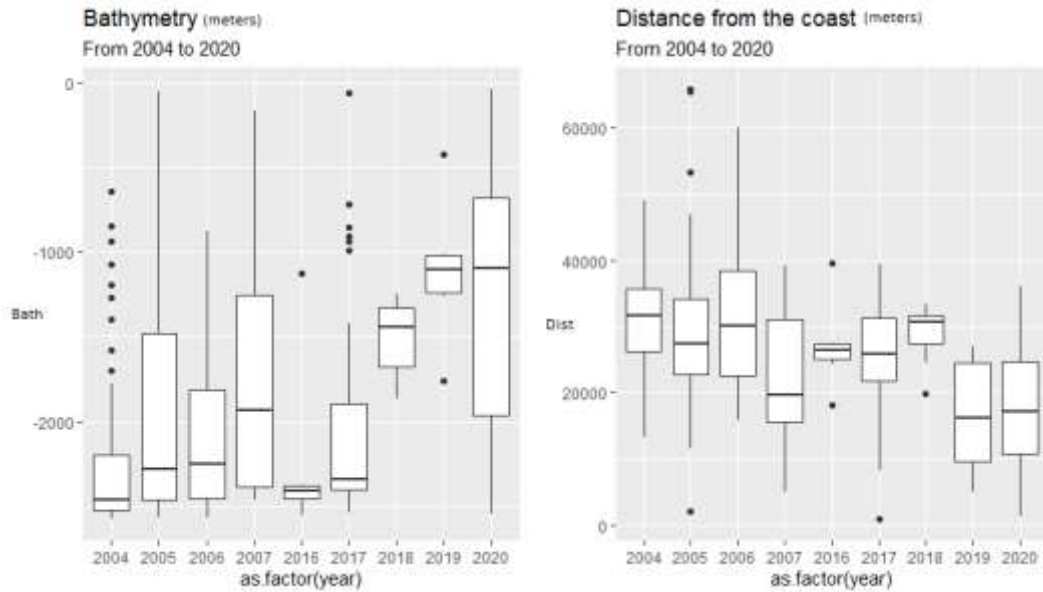 Bathymetry (meters)
From 2004 to 2020
0
-1000
-2000
Bath
2004 2005 2006 2007 2016 2017 2018 2019 2020
as.factor(year)
Distance from the coast (meters)
From 2004 to 2020
60000
40000
20000
0
Dist
2004 2005 2006 2007 2016 2017 2018 2019 2020
as.factor(year)